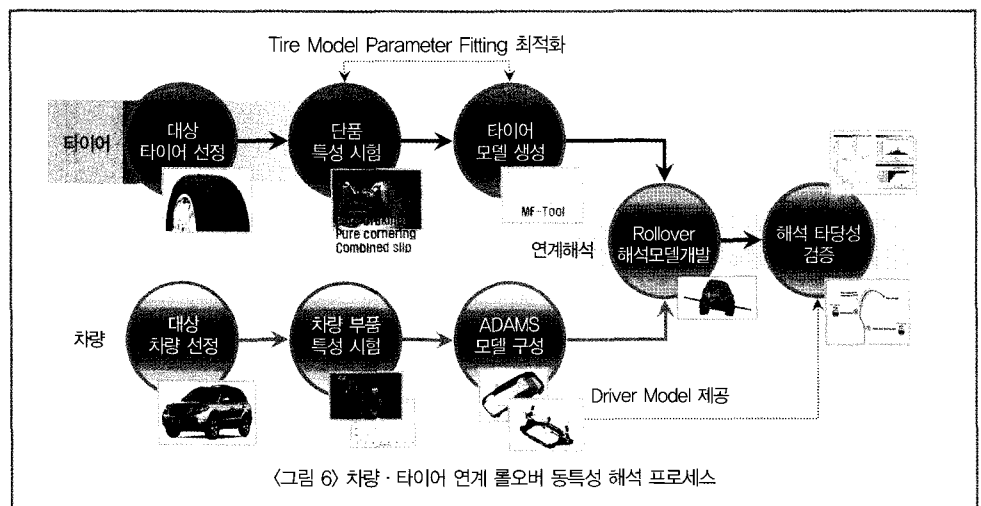 Tire Model Parameter Fitting 최적화
타이어
대상
타이어 선정
단품
특성 시험
타이어
모델 생성
Pure cornering
Combined slip
MF-Tool
연계해석
Rollover
해석모델개발
해석 타당성
검증
차량
대상
차량 선정
차량 부품
특성 시험
ADAMS
모델 구성
Driver Model 제공
〈그림 6〉 차량 · 타이어 연계 롤오버 동특성 해석 프로세스